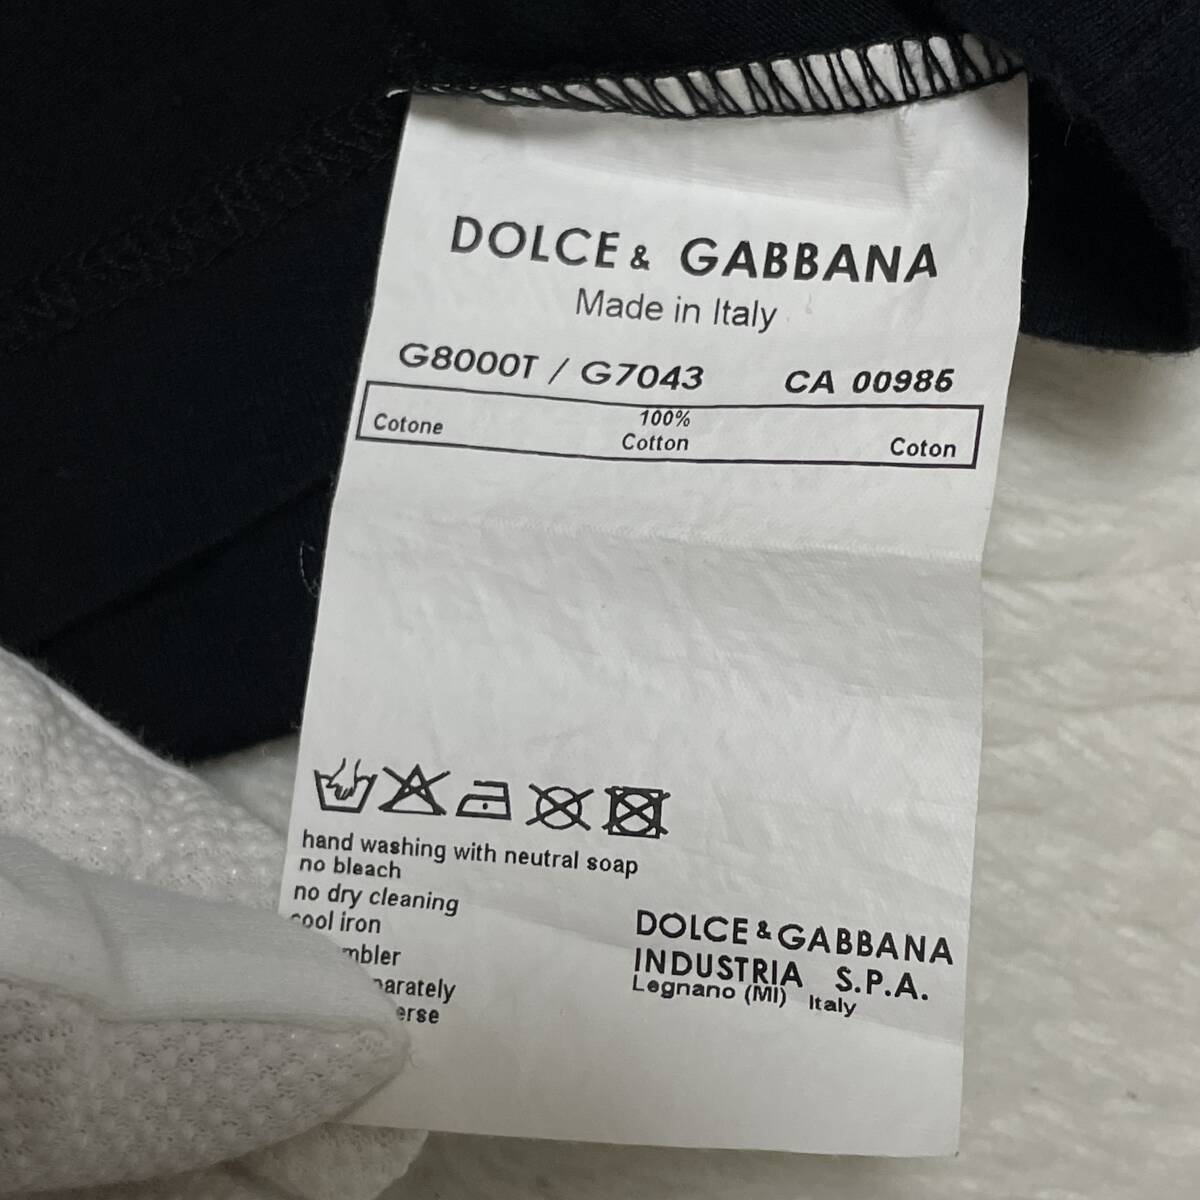 DOLCE & GABBANA
Made in Italy
G8000T / G7043 CA 00985
100%
Cotone Cotton Coton
hand washing with neutral soap
no bleach
no dry cleaning
cool iron
DOLCE & GABBANA
INDUSTRIA S.P.A.
Legnano (MI) Italy